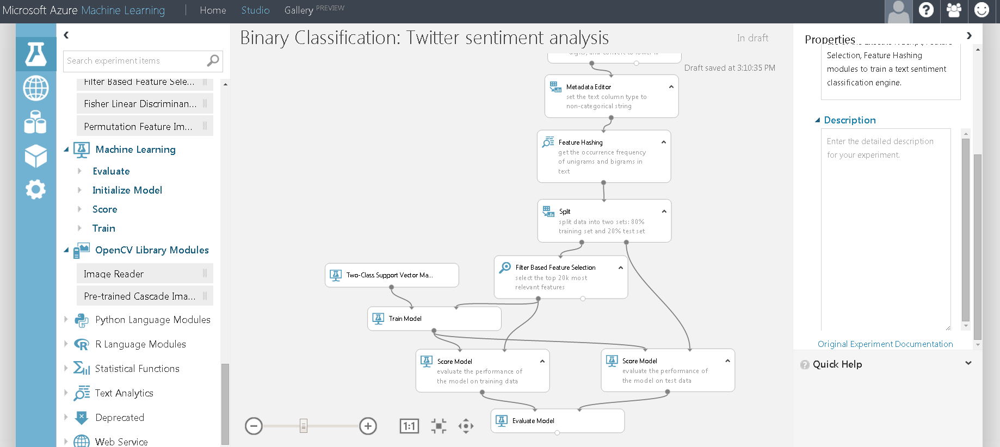 Microsoft Azure Machine Learning
Home
Studio
Gallery PREVIEW
Search experiment items
Filter Based Feature Sele...
Fisher Linear Discriminan...
Permutation Feature Im...
Machine Learning
Evaluate
Initialize Model
Score
Train
OpenCV Library Modules
Image Reader
Pre-trained Cascade Ima...
Python Language Modules
R Language Modules
Statistical Functions
Text Analytics
Deprecated
Web Service
Binary Classification: Twitter sentiment analysis
In draft
Draft saved at 3:10:35 PM
digits, and convert to lower
Metadata Editor
set the text column type to
non-categorical string
Feature Hashing
get the occurrence frequency
of unigrams and bigrams in
text
Split
split data into two sets: 80%
training set and 20% test set
Filter Based Feature Selection
select the top 20k most
relevant features
Two-Class Support Vector Ma...
Train Model
Score Model
evaluate the performance of
the model on training data
Score Model
evaluate the performance of
the model on test data
Evaluate Model
1:1
Properties
Selection, Feature Hashing
modules to train a text sentiment
classification engine.
Description
Enter the detailed description
for your experiment.
Original Experiment Documentation
Quick Help